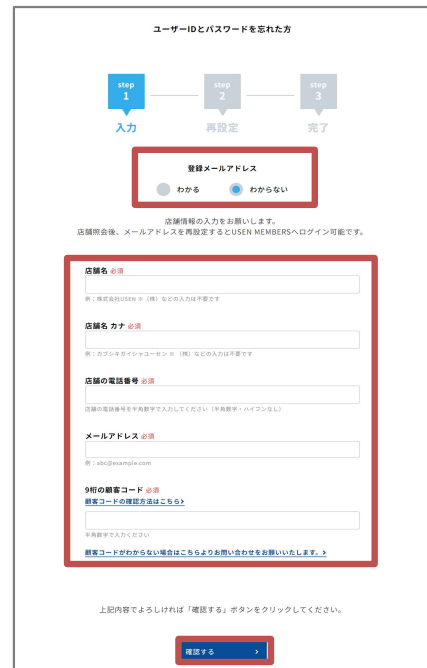 ユーザーIDとパスワードを忘れた方
step
1
step
2
step
3
入力
再設定
完了
登録メールアドレス
わかる
わからない
店舗情報の入力をお願いします。
店舗照会後、メールアドレスを再設定するとUSEN MEMBERSへログイン可能です。
店舗名 必須
例：株式会社USEN ※（株）などの入力は不要です
店舗名 カナ 必須
例：カブシキガイシャユーセン ※ （株）などの入力は不要です
店舗の電話番号 必須
店舗の電話番号を半角数字で入力してください（半角数字・ハイフンなし）
メールアドレス 必須
例：abc@example.com
9桁の顧客コード 必須
顧客コードの確認方法はこちら>
半角数字で入力ください
顧客コードがわからない場合はこちらよりお問い合わせをお願いいたします。>
上記内容でよろしければ「確認する」ボタンをクリックしてください。
確認する >